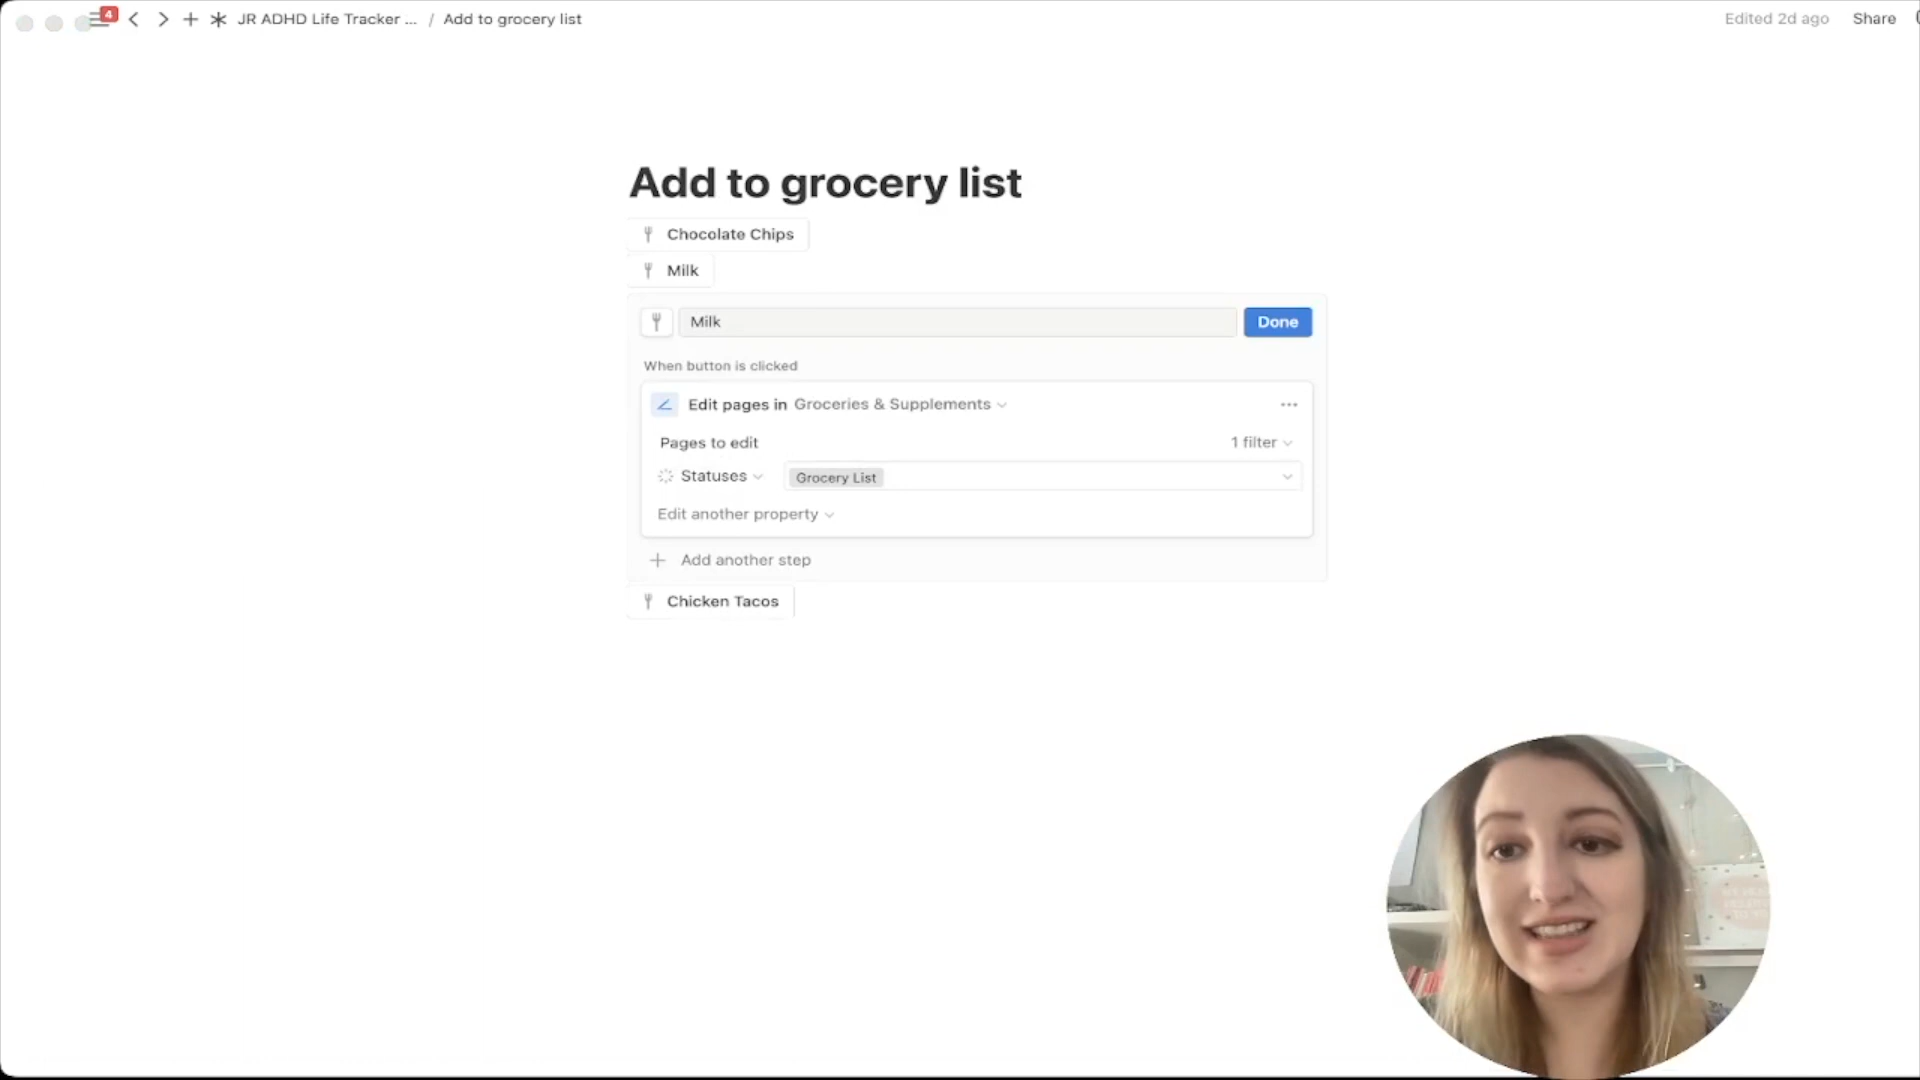 4
JR ADHD Life Tracker ... / Add to grocery list
Edited 2d ago
Share
Add to grocery list
Chocolate Chips
Milk
Milk
Done
When button is clicked
Edit pages in Groceries & Supplements
Pages to edit
1 filter
Statuses
Grocery List
Edit another property
Add another step
Chicken Tacos